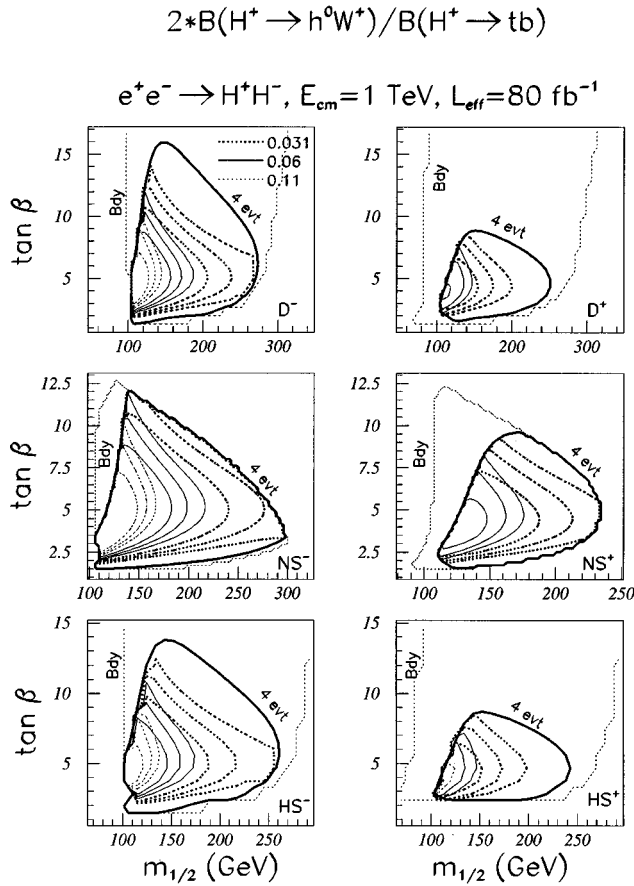 2*B(H⁺ → h⁰W⁺)/B(H⁺ → tb)
e⁺e⁻ → H⁺H⁻, E_cm=1 TeV, L_eff=80 fb⁻¹
tan β
15
10
5
100 200 300
Bdy
0.031
0.06
0.11
4 evt
D⁻
15
10
5
100 200 300
Bdy
4 evt
D⁺
tan β
12.5
10
7.5
5
2.5
100 150 200 250 300
Bdy
4 evt
NS⁻
12.5
10
7.5
5
2.5
100 150 200 250
Bdy
4 evt
NS⁺
tan β
15
10
5
100 150 200 250
Bdy
4 evt
HS⁻
m_1/2 (GeV)
15
10
5
100 150 200 250
Bdy
4 evt
HS⁺
m_1/2 (GeV)